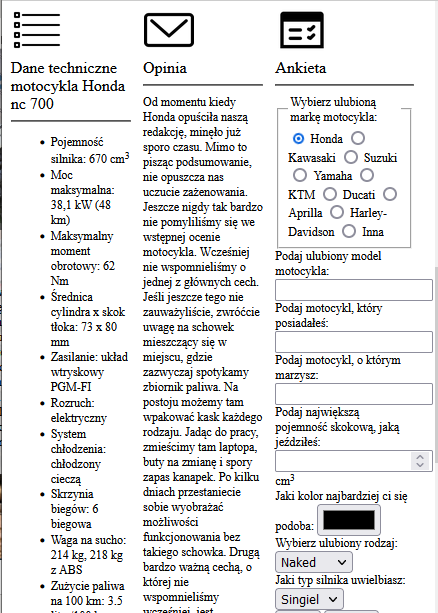 Dane techniczne
motocykla Honda
nc 700
Pojemność
silnika: 670 cm³
Moc
maksymalna:
38,1 kW (48
km)
Maksymalny
moment
obrotowy: 62
Nm
Średnica
cylindra x skok
tłoka: 73 x 80
mm
Zasilanie: układ
wtryskowy
PGM-FI
Rozruch:
elektryczny
System
chłodzenia:
chłodzony
cieczą
Skrzynia
biegów: 6
biegowa
Waga na sucho:
214 kg, 218 kg
z ABS
Zużycie paliwa
na 100 km: 3.5
Opinia
Od momentu kiedy
Honda opuściła naszą
redakcję, minęło już
sporo czasu. Mimo to
pisząc podsumowanie,
nie opuszcza nas
uczucie zażenowania.
Jeszcze nigdy tak bardzo
nie pomyliliśmy się we
wstępnej ocenie
motocykla. Wcześniej
nie wspomnieliśmy o
jednej z głównych cech.
Jeśli jeszcze tego nie
zauważyliście, zwróćcie
uwagę na schowek
mieszczący się w
miejscu, gdzie
zazwyczaj spotykamy
zbiornik paliwa. Na
postoju możemy tam
wpakować kask każdego
rodzaju. Jadąc do pracy,
zmieścimy tam laptopa,
buty na zmianę i spory
zapas kanapek. Po kilku
dniach przestaniecie
sobie wyobrażać
możliwości
funkcjonowania bez
takiego schowka. Drugą
bardzo ważną cechą, o
której nie
wspomnieliśmy
wcześniej, jest
Ankieta
Wybierz ulubioną
markę motocykla:
Honda
Kawasaki Suzuki
Yamaha
KTM Ducati
Aprilla Harley-
Davidson Inna
Podaj ulubiony model
motocykla:
Podaj motocykl, który
posiadałeś:
Podaj motocykl, o którym
marzysz:
Podaj największą
pojemność skokową, jaką
jeździłeś:
cm³
Jaki kolor najbardziej ci się
podoba:
Wybierz ulubiony rodzaj:
Naked
Jaki typ silnika uwielbiasz:
Singiel